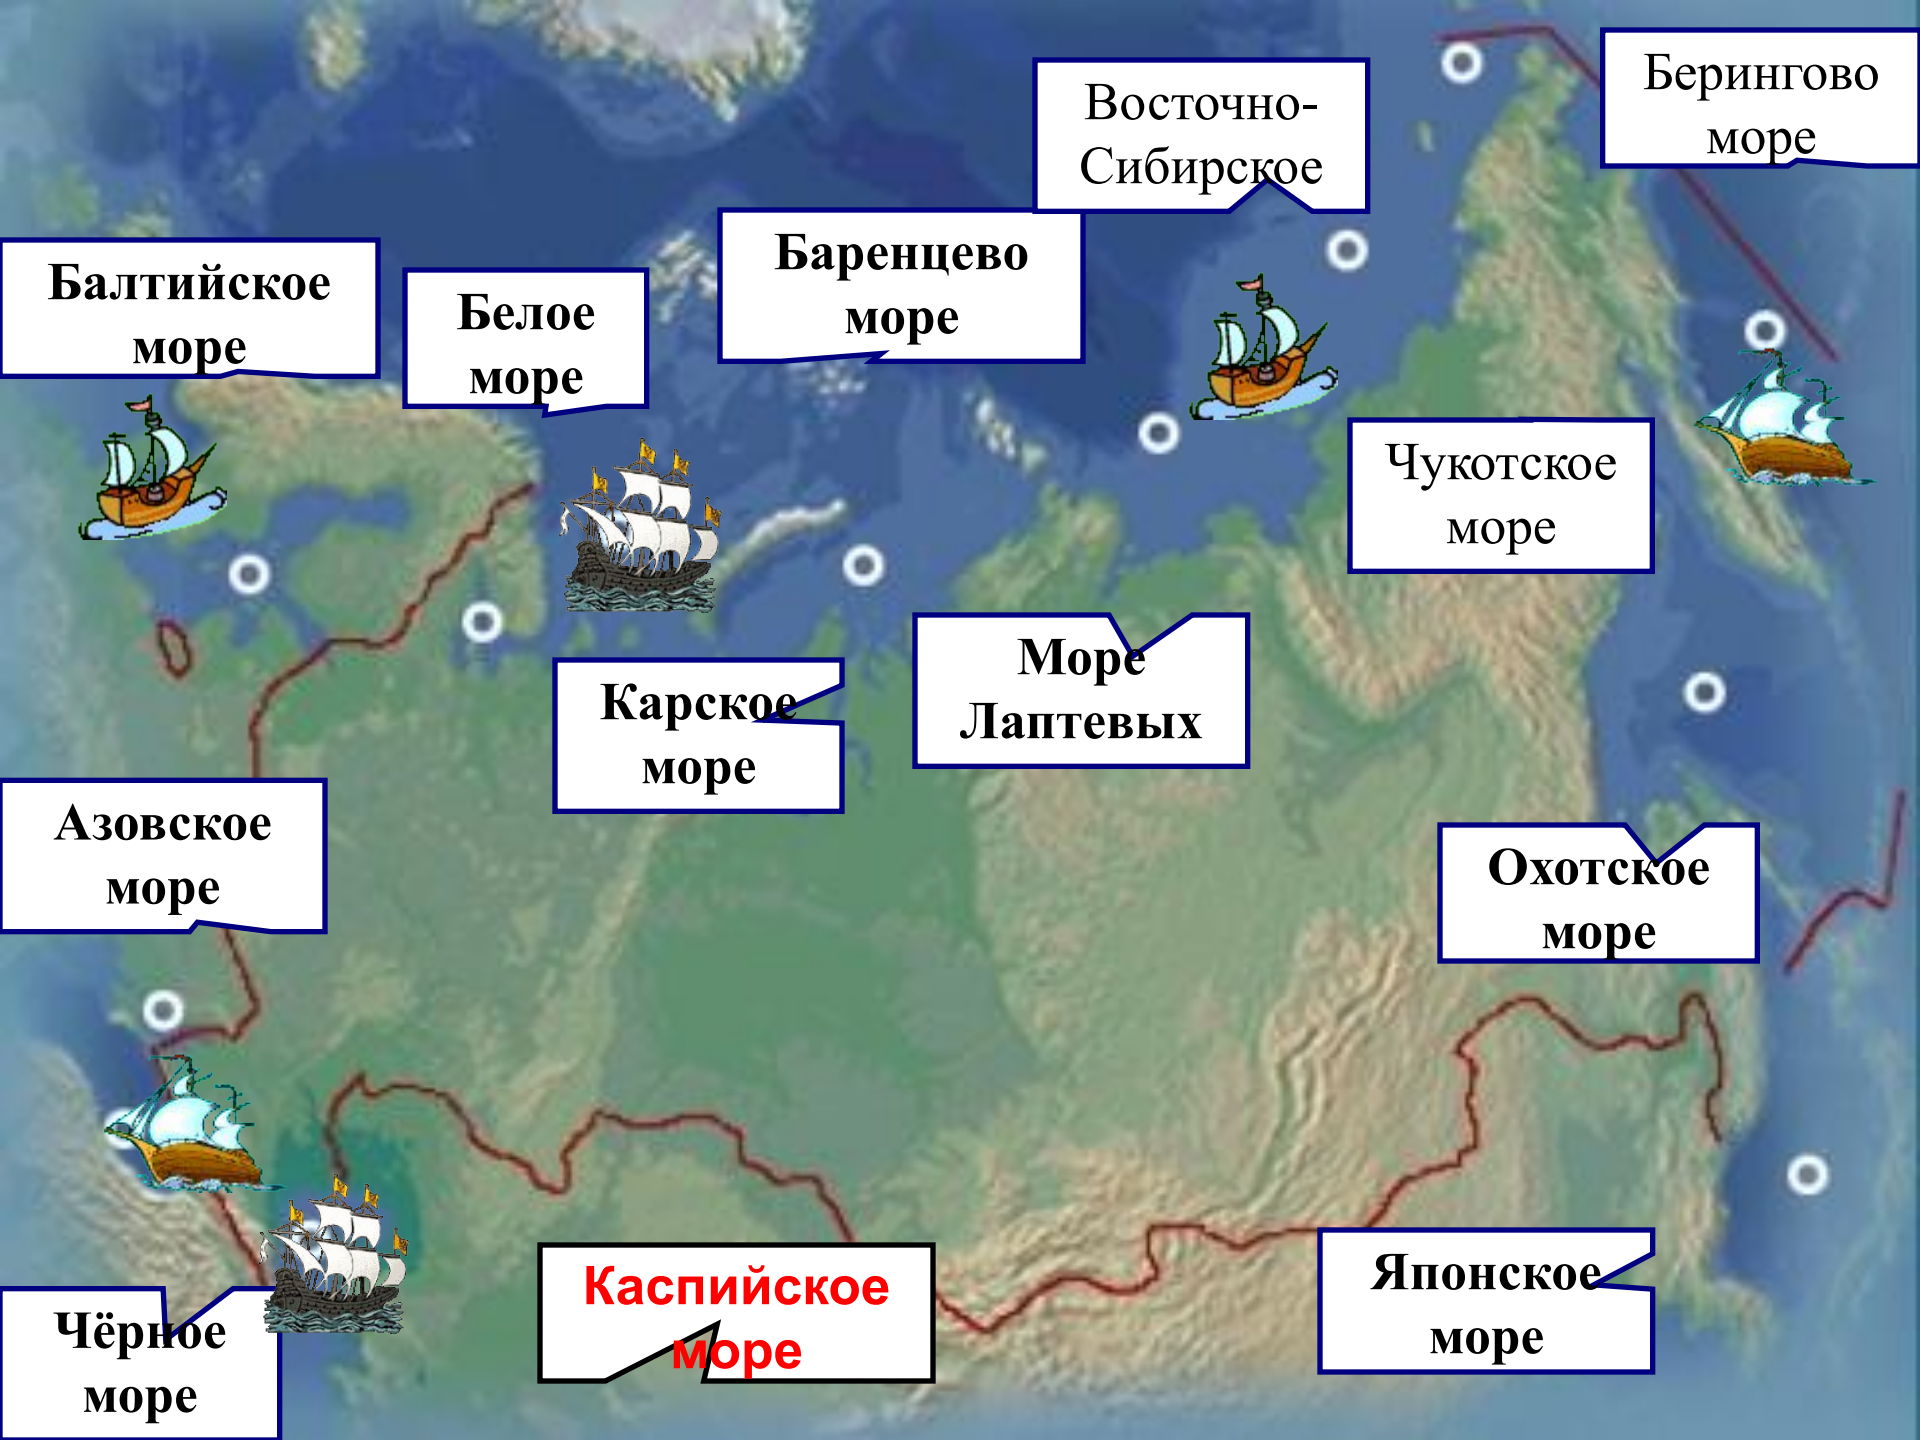 Берингово
море
Восточно-
Сибирское
Баренцево
море
Балтийское
море
Белое
море
Чукотское
море
Море
Лаптевых
Карское
море
Азовское
море
Охотское
море
Японское
море
Каспийское
море
Чёрное
море